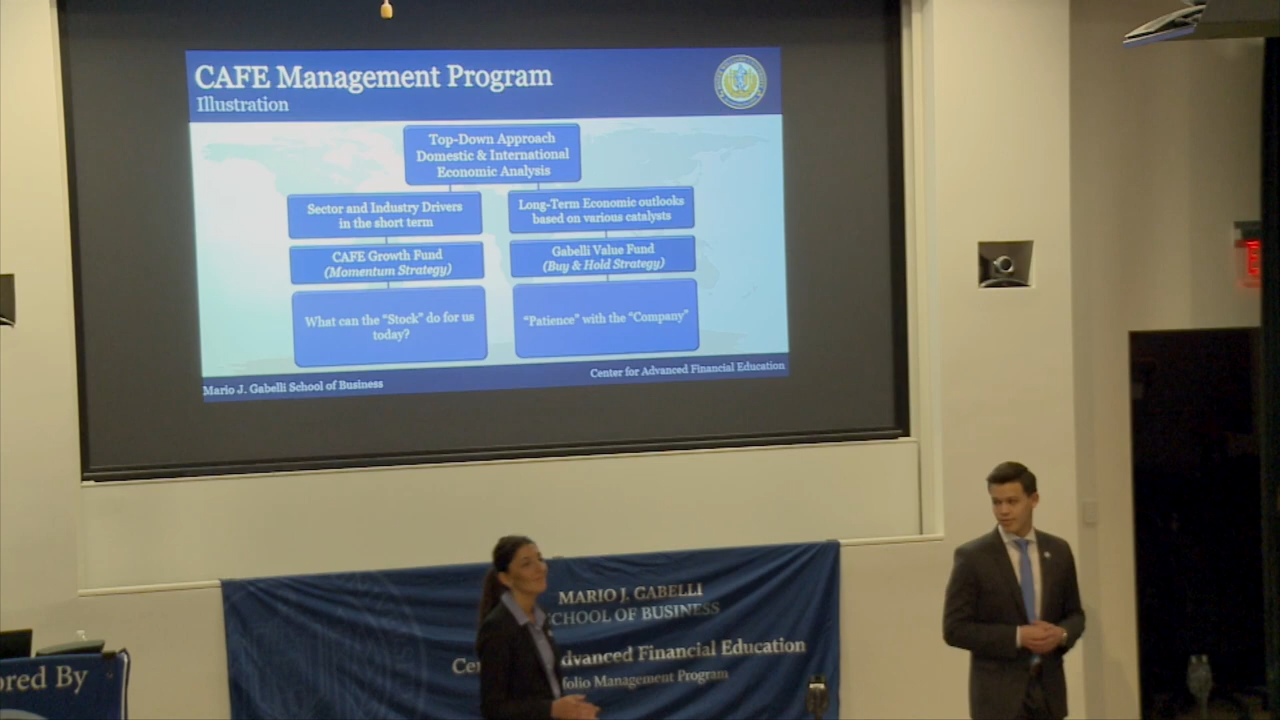 CAFE Management Program
Illustration
Top-Down Approach
Domestic & International
Economic Analysis
Sector and Industry Drivers
in the short term
CAFE Growth Fund
(Momentum Strategy)
What can the “Stock” do for us
today?
Long-Term Economic outlooks
based on various catalysts
Gabelli Value Fund
(Buy & Hold Strategy)
“Patience” with the “Company”
Mario J. Gabelli School of Business
Center for Advanced Financial Education
MARIO J. GABELLI
SCHOOL OF BUSINESS
Financial Education
Management Program
By